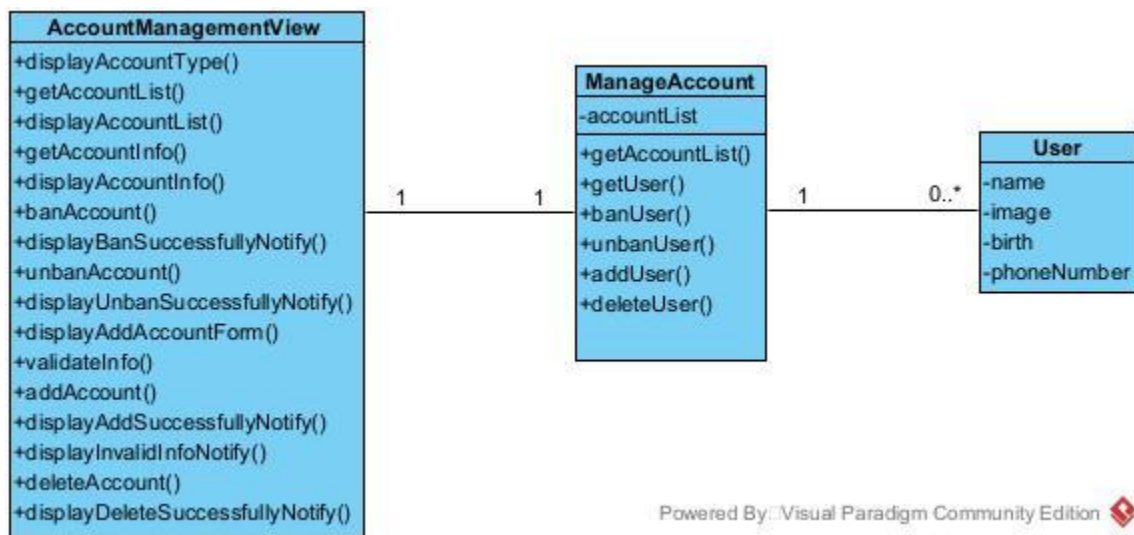 AccountManagementView
+displayAccountType()
+getAccountList()
+displayAccountList()
+getAccountInfo()
+displayAccountInfo()
+banAccount()
+displayBanSuccessfullyNotify()
+unbanAccount()
+displayUnbanSuccessfullyNotify()
+displayAddAccountForm()
+validateInfo()
+addAccount()
+displayAddSuccessfullyNotify()
+displayInvalidInfoNotify()
+deleteAccount()
+displayDeleteSuccessfullyNotify()
1
1
ManageAccount
-accountList
+getAccountList()
+getUser()
+banUser()
+unbanUser()
+addUser()
+deleteUser()
1
0..*
User
-name
-image
-birth
-phoneNumber
Powered By: Visual Paradigm Community Edition